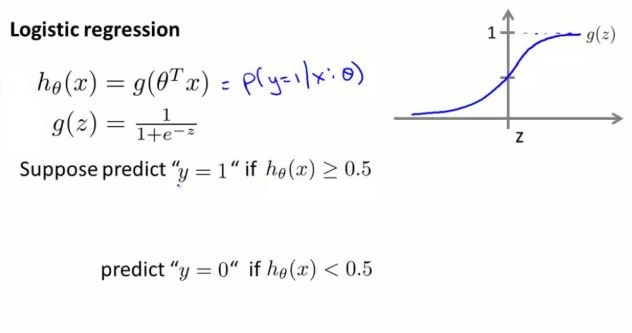 Logistic regression
hθ(x) = g(θᵀx) = P(y=1|x;θ)
g(z) = 1/(1+e⁻ᶻ)
Suppose predict “y = 1“ if hθ(x) ≥ 0.5
predict “y = 0“ if hθ(x) < 0.5
1
g(z)
z